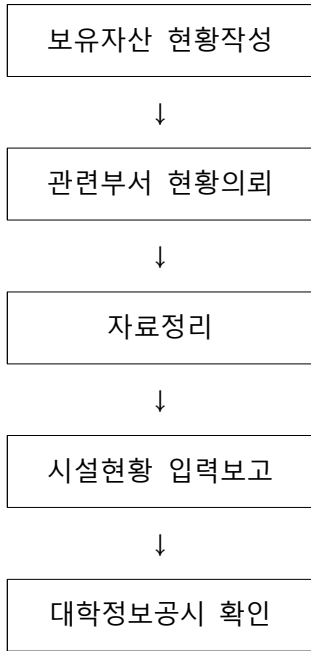 보유자산 현황작성
↓
관련부서 현황의뢰
↓
자료정리
↓
시설현황 입력보고
↓
대학정보공시 확인